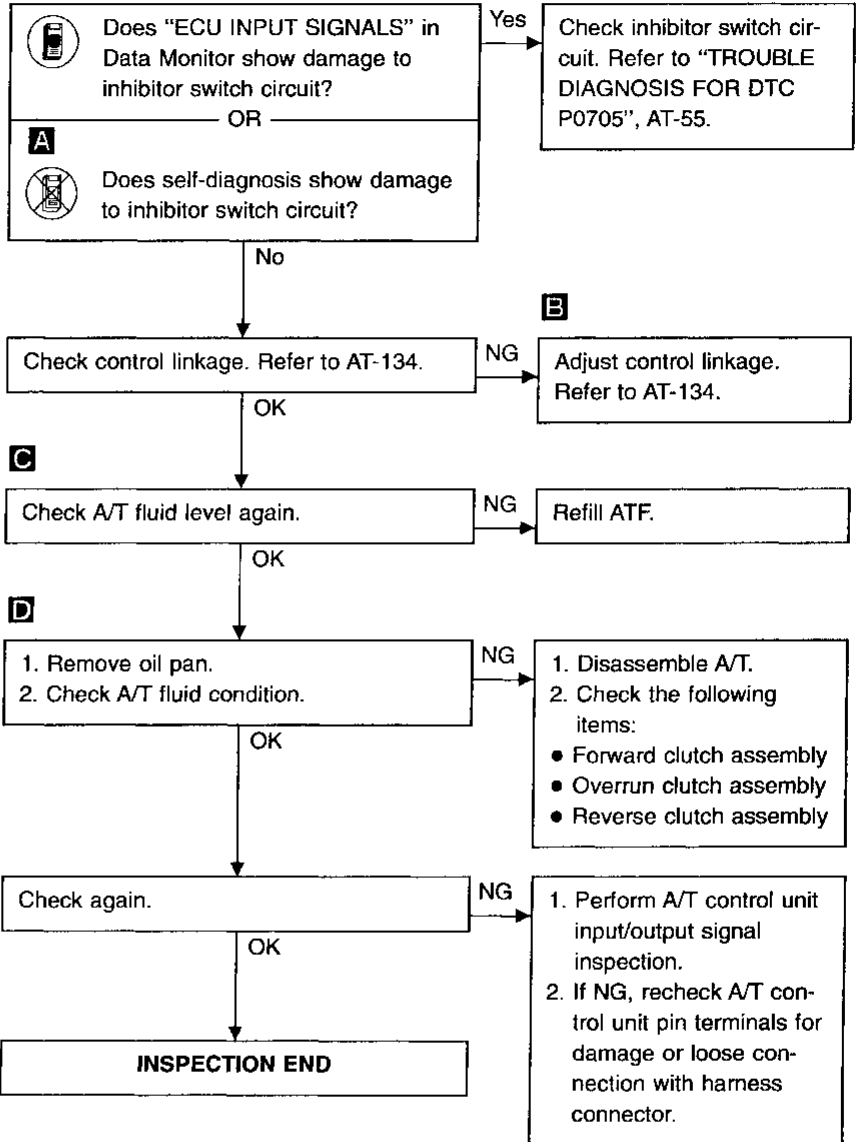 Does "ECU INPUT SIGNALS" in
Data Monitor show damage to
inhibitor switch circuit?
OR
A
Does self-diagnosis show damage
to inhibitor switch circuit?
Yes
Check inhibitor switch cir-
cuit. Refer to "TROUBLE
DIAGNOSIS FOR DTC
P0705", AT-55.
No
Check control linkage. Refer to AT-134.
NG
B
Adjust control linkage.
Refer to AT-134.
OK
C
Check A/T fluid level again.
NG
Refill ATF.
OK
D
1. Remove oil pan.
2. Check A/T fluid condition.
NG
1. Disassemble A/T.
2. Check the following
items:
● Forward clutch assembly
● Overrun clutch assembly
● Reverse clutch assembly
OK
Check again.
NG
1. Perform A/T control unit
input/output signal
inspection.
2. If NG, recheck A/T con-
trol unit pin terminals for
damage or loose con-
nection with harness
connector.
OK
INSPECTION END